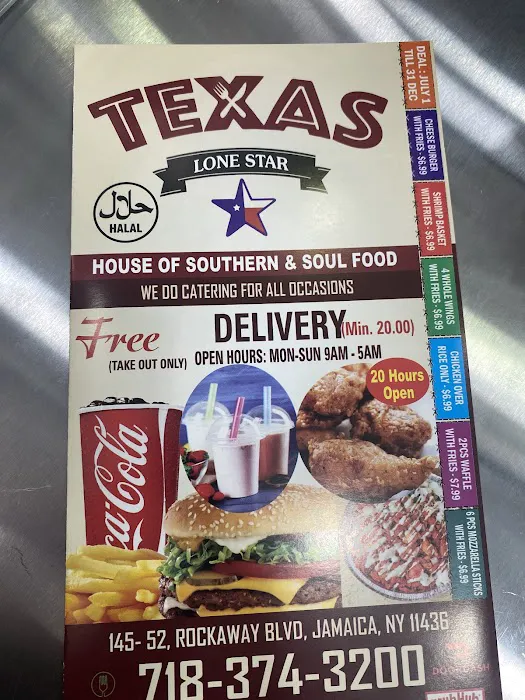 TEXAS
LONE STAR
حلال
HALAL
HOUSE OF SOUTHERN & SOUL FOOD
WE DO CATERING FOR ALL OCCASIONS
Free
(TAKE OUT ONLY)
DELIVERY (Min. 20.00)
OPEN HOURS: MON-SUN 9AM - 5AM
20 Hours
Open
ca-Cola
145- 52, ROCKAWAY BLVD, JAMAICA, NY 11436
718-374-3200
DOORDASH
GrubHub
DEAL : JULY 1
TILL 31 DEC
CHEESE BURGER
WITH FRIES - $6.99
SHRIMP BASKET
WITH FRIES - $6.99
4 WHOLE WINGS
WITH FRIES - $6.99
CHICKEN OVER
RICE ONLY - $6.99
2PCS WAFFLE
WITH FRIES - $7.99
6 PCS MOZZARELLA STICKS
WITH FRIES -$6.99